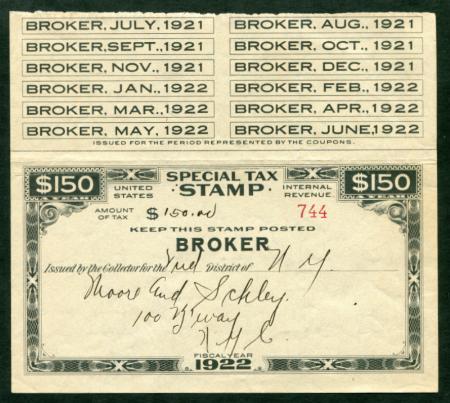 BROKER, JULY, 1921 BROKER, AUG., 1921
BROKER, SEPT., 1921 BROKER, OCT., 1921
BROKER, NOV., 1921 BROKER, DEC., 1921
BROKER, JAN., 1922 BROKER, FEB., 1922
BROKER, MAR., 1922 BROKER, APR., 1922
BROKER, MAY, 1922 BROKER, JUNE, 1922
ISSUED FOR THE PERIOD REPRESENTED BY THE COUPONS.
$150 SPECIAL TAX $150
A YEAR UNITED STATES STAMP INTERNAL REVENUE A YEAR
AMOUNT OF TAX $ 150.00 744
KEEP THIS STAMP POSTED
BROKER
Issued by the Collector for the 2nd District of N Y.
Moore and Schley.
100 B'way
N Y C.
FISCAL YEAR
1922